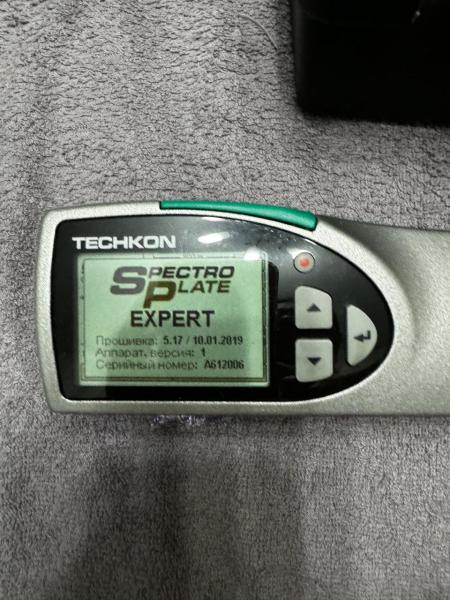 TECHKON
SPECTRO
PLATE
EXPERT
Прошивка: 5.17 / 10.01.2019
Аппарат. версия: 1
Серийный номер: A612006